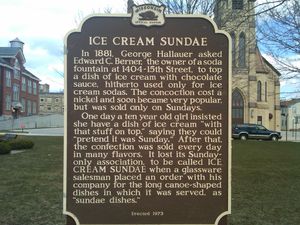 WISCONSIN
ICE CREAM SUNDAE
In 1881, George Hallauer asked
Edward C. Berner, the owner of a soda
fountain at 1404-15th Street, to top
a dish of ice cream with chocolate
sauce, hitherto used only for ice
cream sodas. The concoction cost a
nickel and soon became very popular,
but was sold only on Sundays.
One day a ten year old girl insisted
she have a dish of ice cream "with
that stuff on top," saying they could
"pretend it was Sunday." After that,
the confection was sold every day
in many flavors. It lost its Sunday-
only association, to be called ICE
CREAM SUNDAE when a glassware
salesman placed an order with his
company for the long canoe-shaped
dishes in which it was served, as
"sundae dishes."
Erected 1973